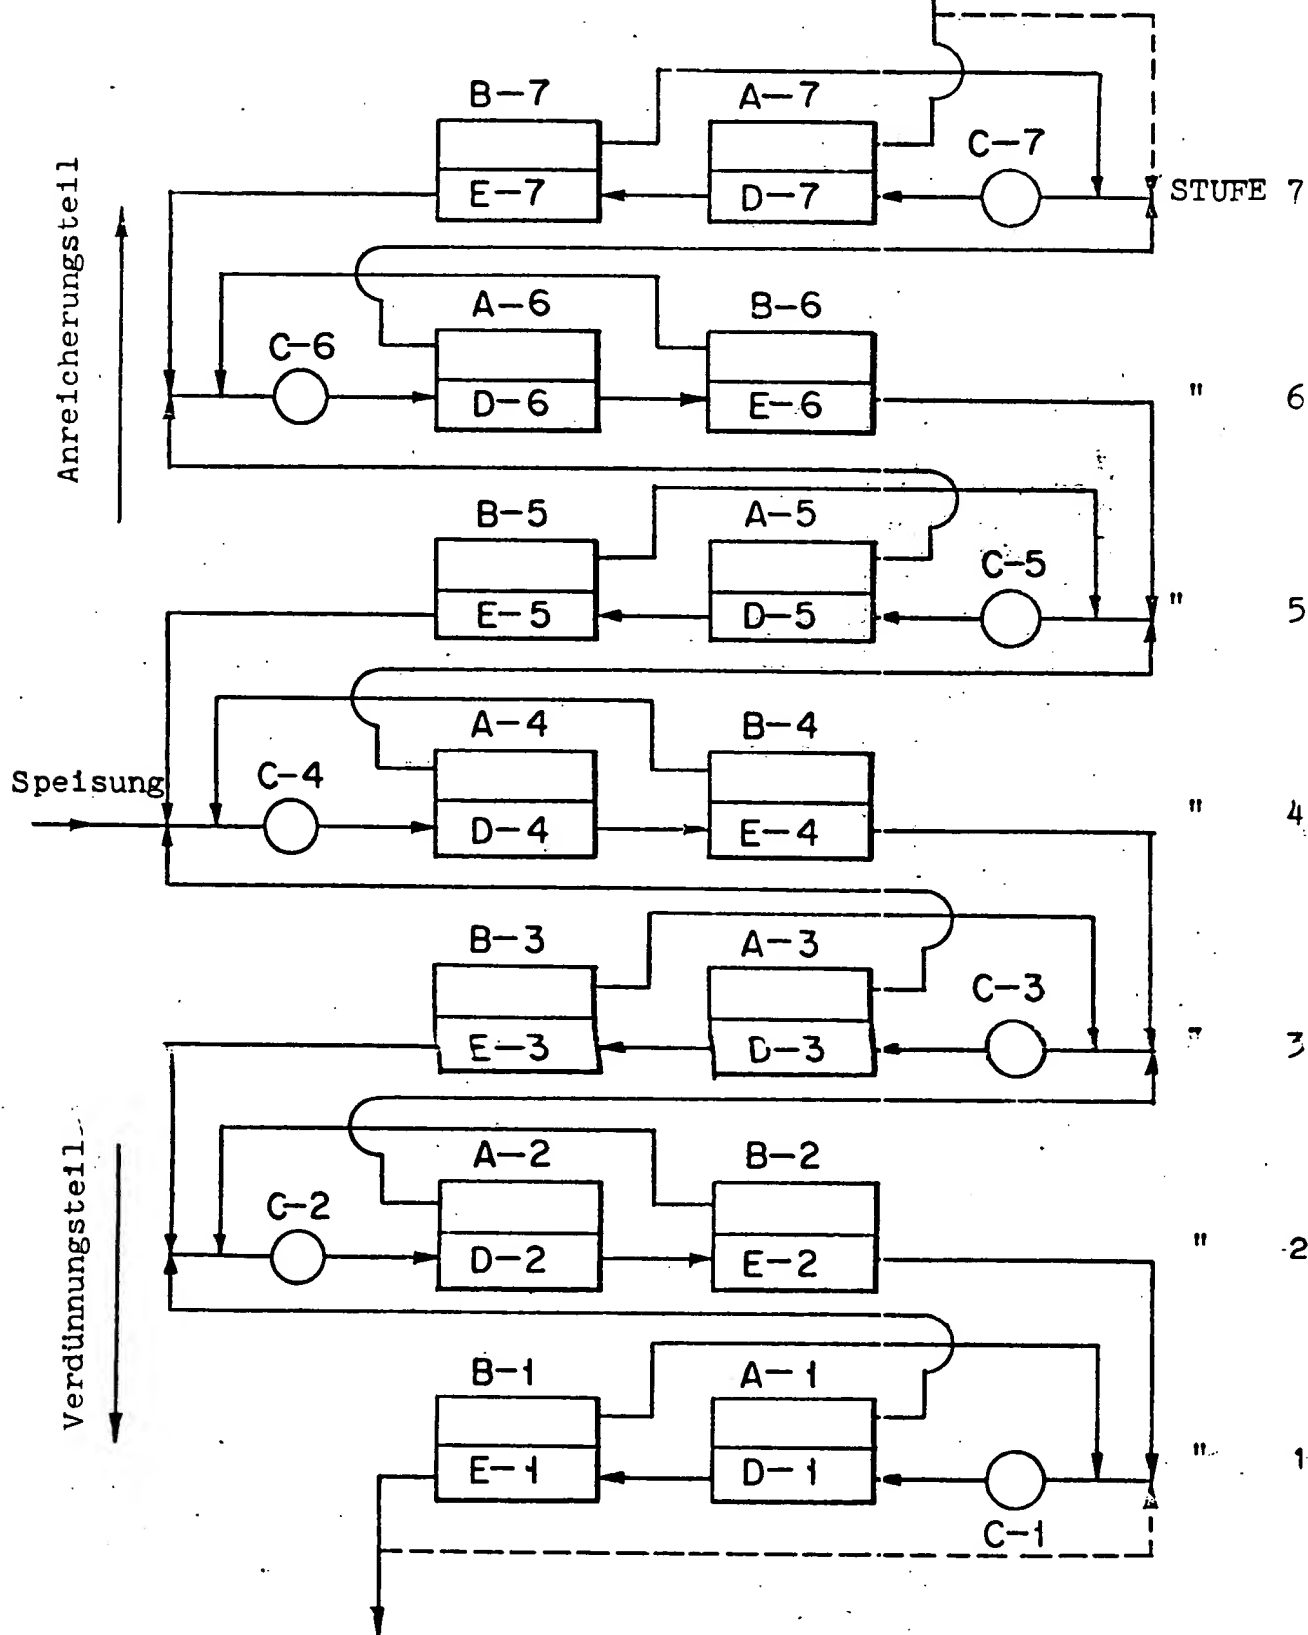 B-7 A-7
C-7
E-7 D-7 STUFE 7
Anreicherungsteil
A-6 B-6
C-6
D-6 E-6 " 6
B-5 A-5
C-5
E-5 D-5 " 5
A-4 B-4
Speisung C-4
D-4 E-4 " 4
B-3 A-3
C-3
E-3 D-3 " 3
Verdünnungsteil
A-2 B-2
C-2
D-2 E-2 " 2
B-1 A-1
E-1 D-1 " 1
C-1